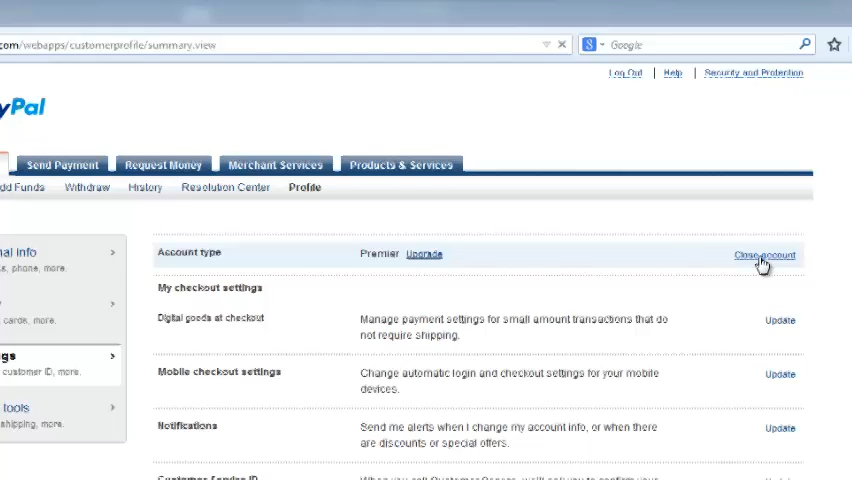 com/webapps/customerprofile/summary.view
Google
Log Out | Help | Security and Protection
yPal
Send Payment Request Money Merchant Services Products & Services
dd Funds Withdraw History Resolution Center Profile
nal info
s, phone, more.
cards, more.
gs
customer ID, more.
tools
shipping, more.
Account type Premier Upgrade Close account
My checkout settings
Digital goods at checkout Manage payment settings for small amount transactions that do Update
not require shipping.
Mobile checkout settings Change automatic login and checkout settings for your mobile Update
devices.
Notifications Send me alerts when I change my account info, or when there Update
are discounts or special offers.
Customer Service ID